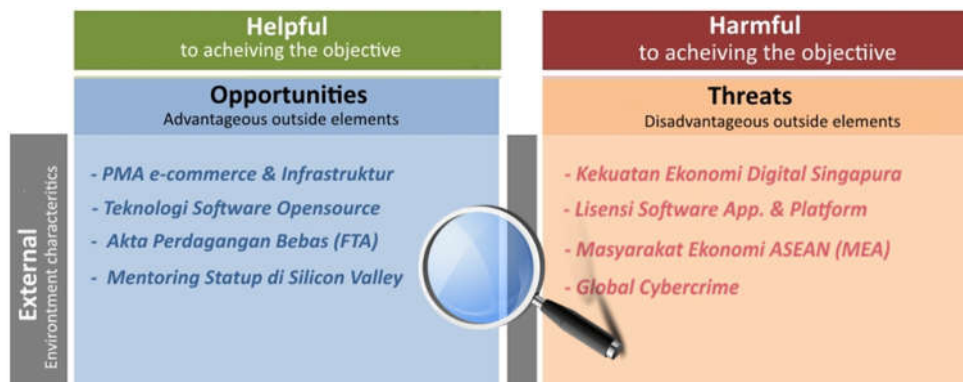 Helpful
to acheiving the objective
Harmful
to acheiving the objectiive
Opportunities
Advantageous outside elements
Threats
Disadvantageous outside elements
External
Environtment characteritics
- PMA e-commerce & Infrastruktur
- Teknologi Software Opensource
- Akta Perdagangan Bebas (FTA)
- Mentoring Statup di Silicon Valley
- Kekuatan Ekonomi Digital Singapura
- Lisensi Software App. & Platform
- Masyarakat Ekonomi ASEAN (MEA)
- Global Cybercrime